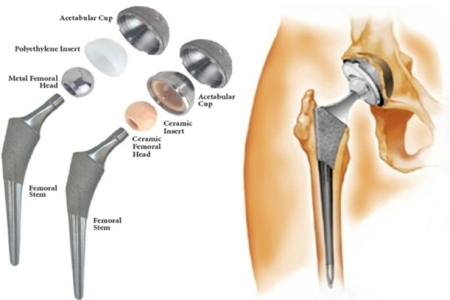 Acetabular Cup
Polyethylene Insert
Metal Femoral
Head
Acetabular
Cup
Ceramic
Insert
Ceramic
Femoral
Head
Femoral
Stem
Femoral
Stem